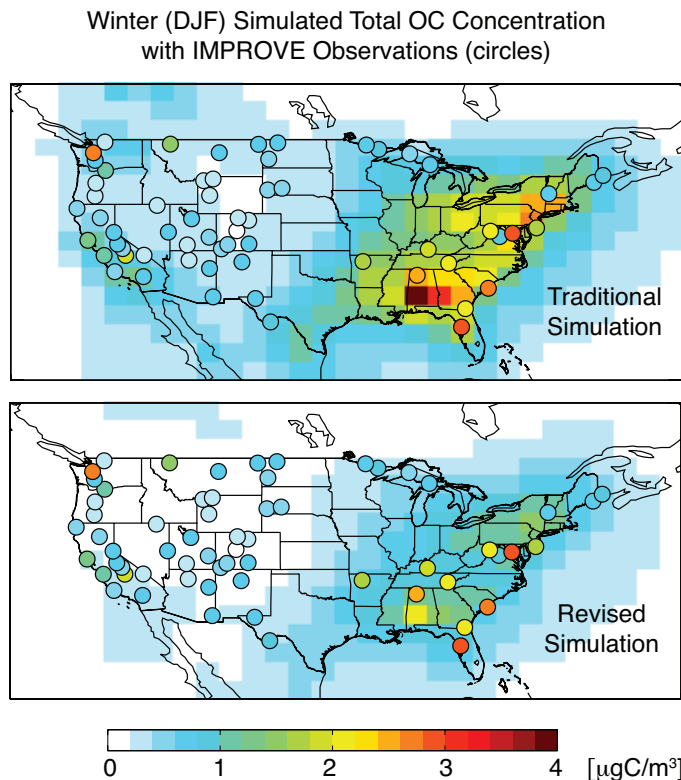 Winter (DJF) Simulated Total OC Concentration
with IMPROVE Observations (circles)
Traditional
Simulation
Revised
Simulation
0 1 2 3 4 [µgC/m³]